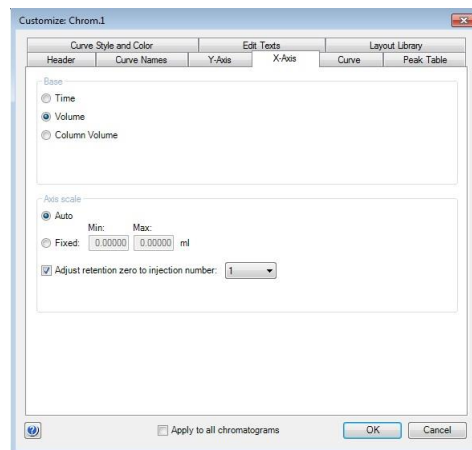 Customize: Chrom.1
Curve Style and Color Edit Texts Layout Library
Header Curve Names Y-Axis X-Axis Curve Peak Table
Base
Time
Volume
Column Volume
Axis scale
Auto
Min: Max:
Fixed: 0.00000 0.00000 ml
Adjust retention zero to injection number: 1
Apply to all chromatograms OK Cancel